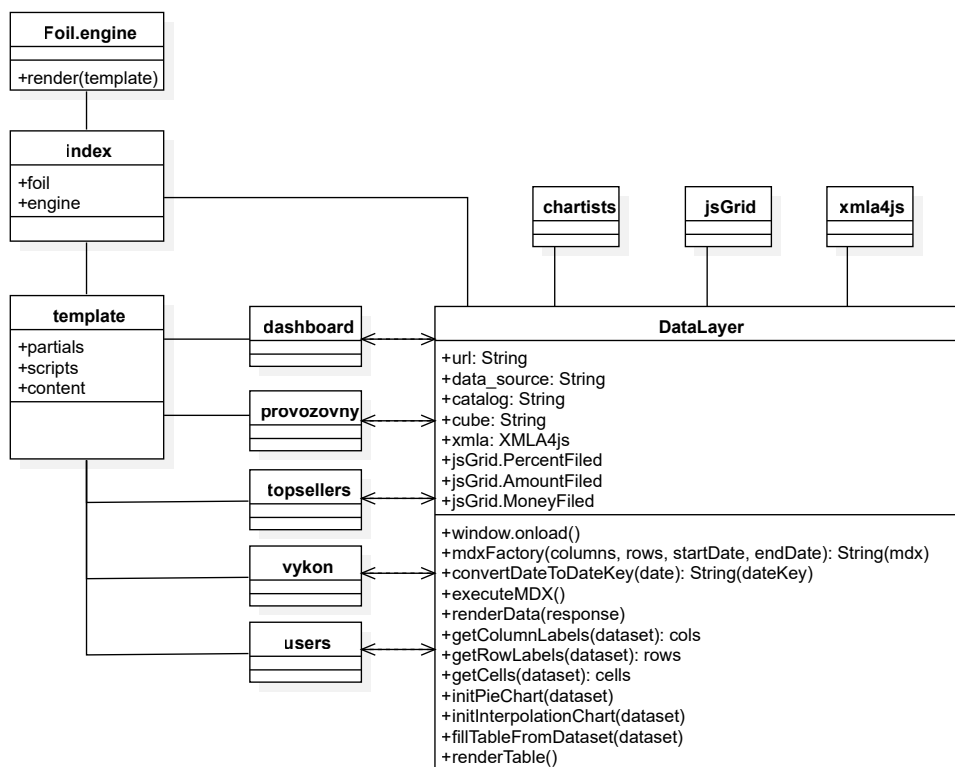 Foil.engine
+render(template)
index
+foil
+engine
chartists
jsGrid
xmla4js
template
+partials
+scripts
+content
dashboard
provozovny
topsellers
vykon
users
DataLayer
+url: String
+data_source: String
+catalog: String
+cube: String
+xmla: XMLA4js
+jsGrid.PercentFiled
+jsGrid.AmountFiled
+jsGrid.MoneyFiled
+window.onload()
+mdxFactory(columns, rows, startDate, endDate): String(mdx)
+convertDateToDateKey(date): String(dateKey)
+executeMDX()
+renderData(response)
+getColumnLabels(dataset): cols
+getRowLabels(dataset): rows
+getCells(dataset): cells
+initPieChart(dataset)
+initInterpolationChart(dataset)
+fillTableFromDataset(dataset)
+renderTable()